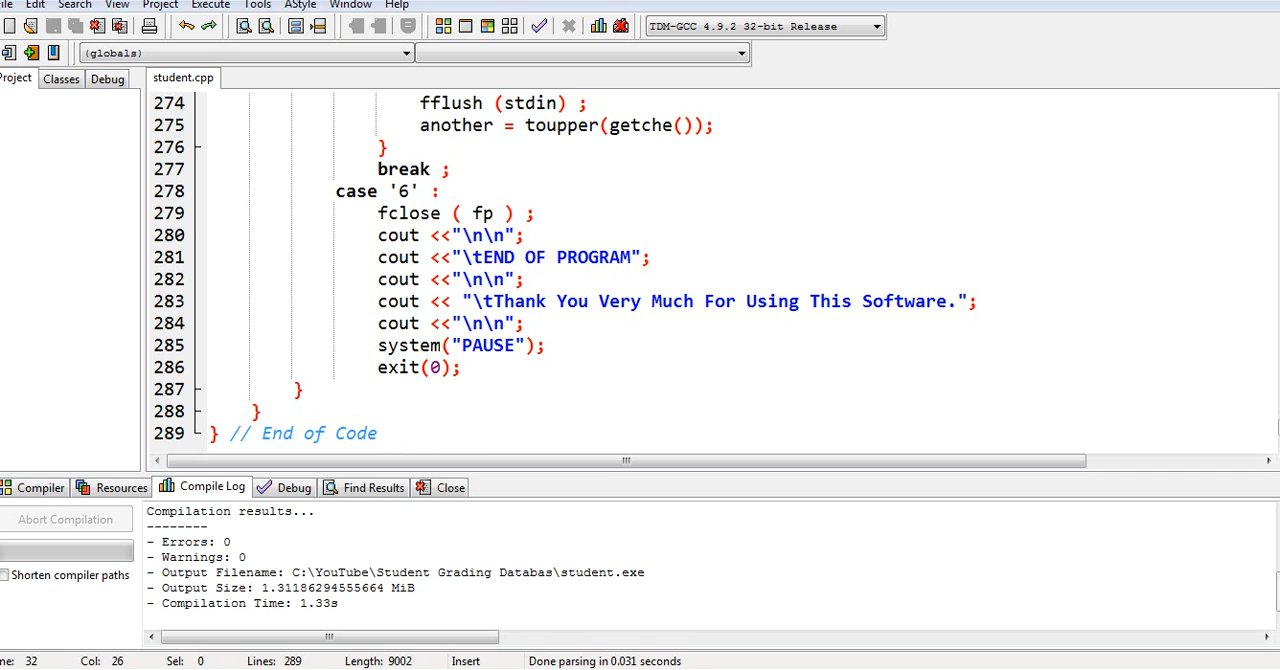 ile Edit Search View Project Execute Tools AStyle Window Help
TDM-GCC 4.9.2 32-bit Release
(globals)
Project Classes Debug student.cpp
274 fflush (stdin) ;
275 another = toupper(getche());
276 }
277 break ;
278 case '6' :
279 fclose ( fp ) ;
280 cout <<"\n\n";
281 cout <<"\tEND OF PROGRAM";
282 cout <<"\n\n";
283 cout << "\tThank You Very Much For Using This Software.";
284 cout <<"\n\n";
285 system("PAUSE");
286 exit(0);
287 }
288 }
289 } // End of Code
Compiler Resources Compile Log Debug Find Results Close
Abort Compilation
Shorten compiler paths
Compilation results...
--------
- Errors: 0
- Warnings: 0
- Output Filename: C:\YouTube\Student Grading Databas\student.exe
- Output Size: 1.31186294555664 MiB
- Compilation Time: 1.33s
ne: 32 Col: 26 Sel: 0 Lines: 289 Length: 9002 Insert Done parsing in 0.031 seconds